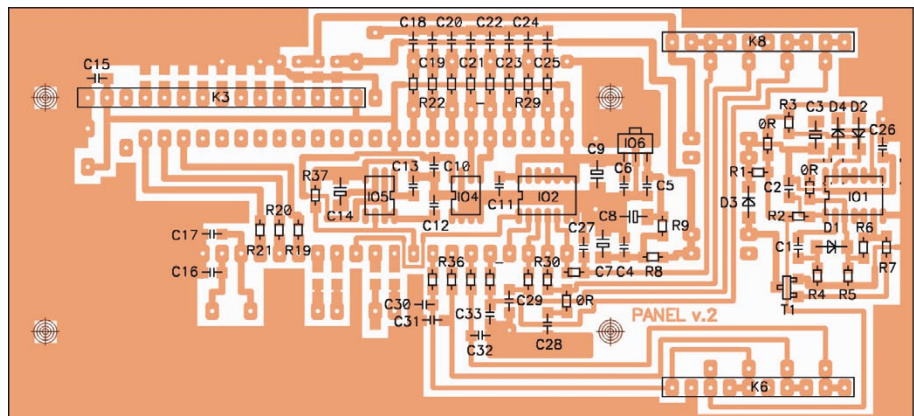 C18 C20 C22 C24
K8
C15
C19 C21 C23 C25
K3
R22 – R29
R3 C3 D4 D2
0R
C26
IO6
C9
C13 C10
C6
R37
R1
0R
C5
C2
IO5 IO4 IO2
IO1
C14
C11
D3
C12
C8
R2
R20
R9
D1 R6
C17
R21 R19
C27
C1
R36 – R30
C7 C4 R8
R7
C16
R4 R5
C30
C29
0R
T1
C31
C33
PANEL v.2
C28
C32
K6